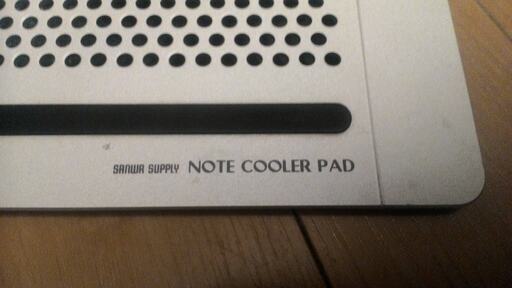 SANWA SUPPLY NOTE COOLER PAD